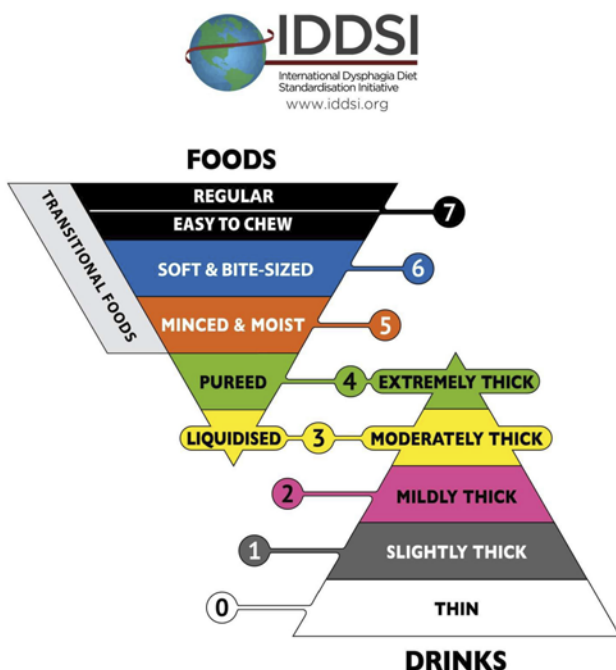 IDDSI
International Dysphagia Diet
Standardisation Initiative
www.iddsi.org
FOODS
TRANSITIONAL FOODS
REGULAR
EASY TO CHEW
7
SOFT & BITE-SIZED
6
MINCED & MOIST
5
PUREED
4
EXTREMELY THICK
LIQUIDISED
3
MODERATELY THICK
2
MILDLY THICK
1
SLIGHTLY THICK
0
THIN
DRINKS